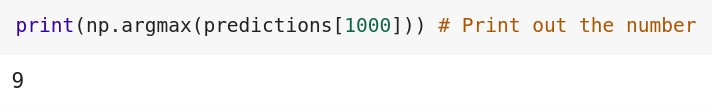 print(np.argmax(predictions[1000])) # Print out the number
9